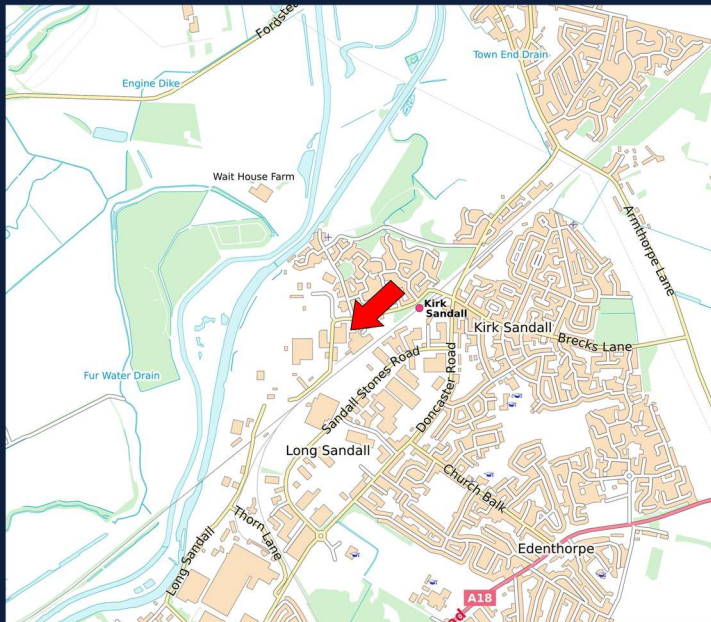 Fordste
Town End Drain
Engine Dike
Wait House Farm
Armthorpe Lane
Kirk
Sandall
Kirk Sandall
Brecks Lane
Fur Water Drain
Sandall Stones Road
Doncaster Road
Long Sandall
Church Balk
Thorn Lane
Long Sandall
Edenthorpe
A18